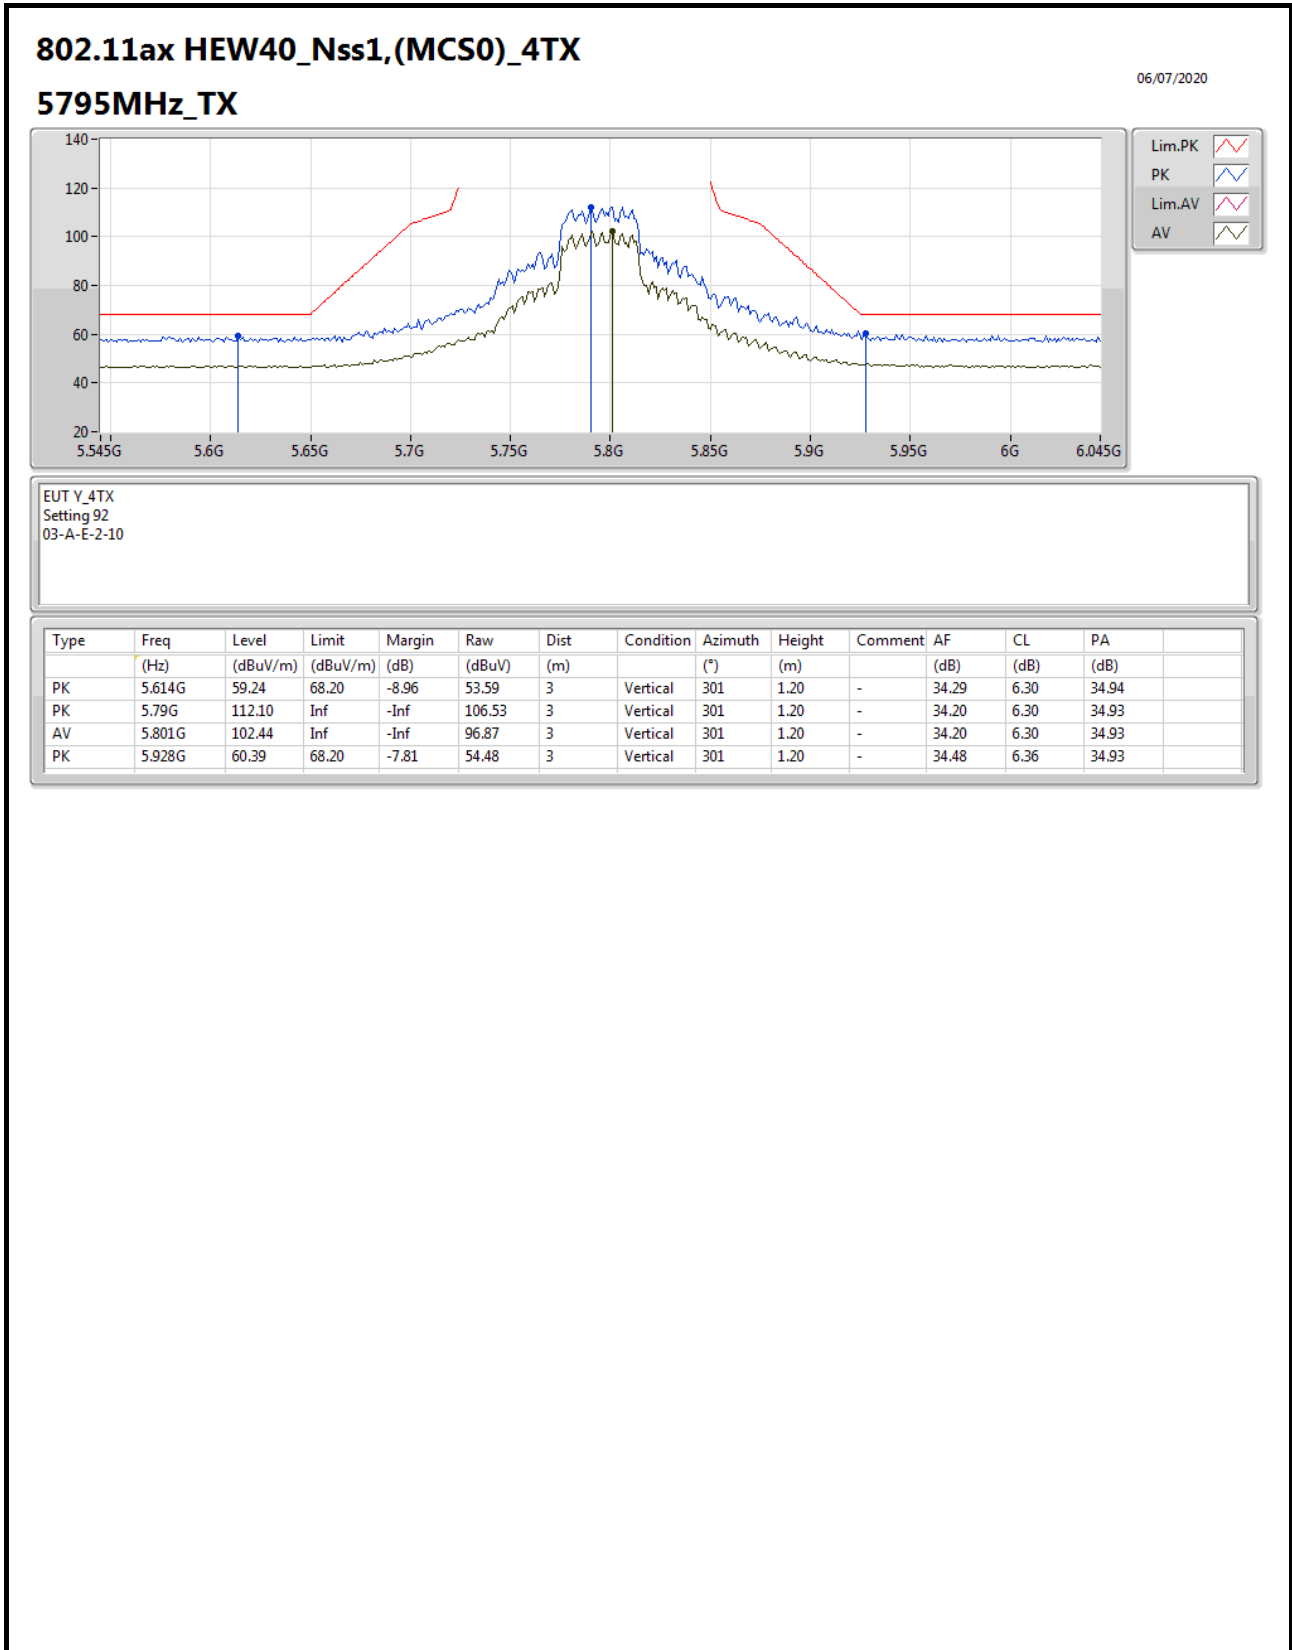 802.11ax HEW40_Nss1,(MCS0)_4TX
06/07/2020
5795MHz_TX
140
120
100
80
60
40
20
5.545G 5.6G 5.65G 5.7G 5.75G 5.8G 5.85G 5.9G 5.95G 6G 6.045G
Lim.PK
PK
Lim.AV
AV
EUT Y_4TX
Setting 92
03-A-E-2-10
Type Freq Level Limit Margin Raw Dist Condition Azimuth Height Comment AF CL PA
(Hz) (dBuV/m) (dBuV/m) (dB) (dBuV) (m) (°) (m) (dB) (dB) (dB)
PK 5.614G 59.24 68.20 -8.96 53.59 3 Vertical 301 1.20 - 34.29 6.30 34.94
PK 5.79G 112.10 Inf -Inf 106.53 3 Vertical 301 1.20 - 34.20 6.30 34.93
AV 5.801G 102.44 Inf -Inf 96.87 3 Vertical 301 1.20 - 34.20 6.30 34.93
PK 5.928G 60.39 68.20 -7.81 54.48 3 Vertical 301 1.20 - 34.48 6.36 34.93